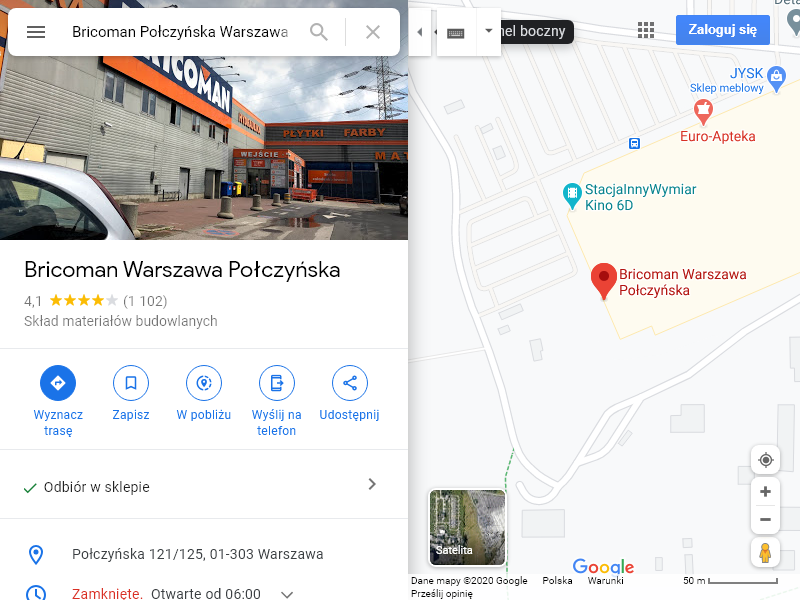 Bricoman Połczyńska Warszawa
nel boczny
Zaloguj się
JYSK
Sklep meblowy
Euro-Apteka
StacjaInnyWymiar
Kino 6D
Bricoman Warszawa
Połczyńska
PŁYTKI FARBY
WEJŚCIE
Bricoman Warszawa Połczyńska
4,1 (1 102)
Skład materiałów budowlanych
Wyznacz
trasę
Zapisz
W pobliżu
Wyślij na
telefon
Udostępnij
Odbiór w sklepie
Połczyńska 121/125, 01-303 Warszawa
Zamknięte. Otwarte od 06:00
Satelita
Google
Dane mapy ©2020 Google Polska Warunki 50 m
Prześlij opinię